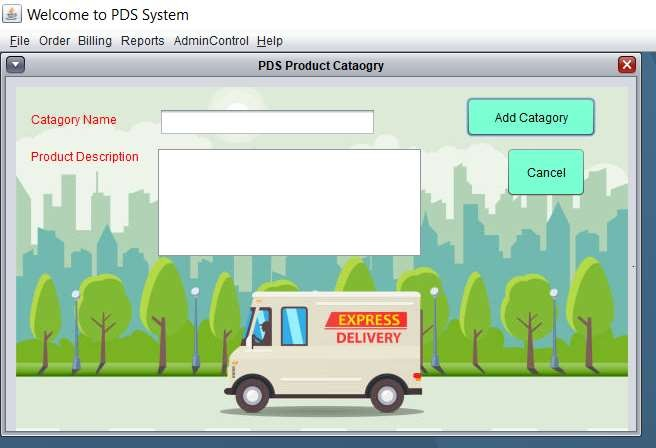 Welcome to PDS System
File Order Billing Reports AdminControl Help
PDS Product Cataogry
Catagory Name
Add Catagory
Product Description
Cancel
EXPRESS
DELIVERY